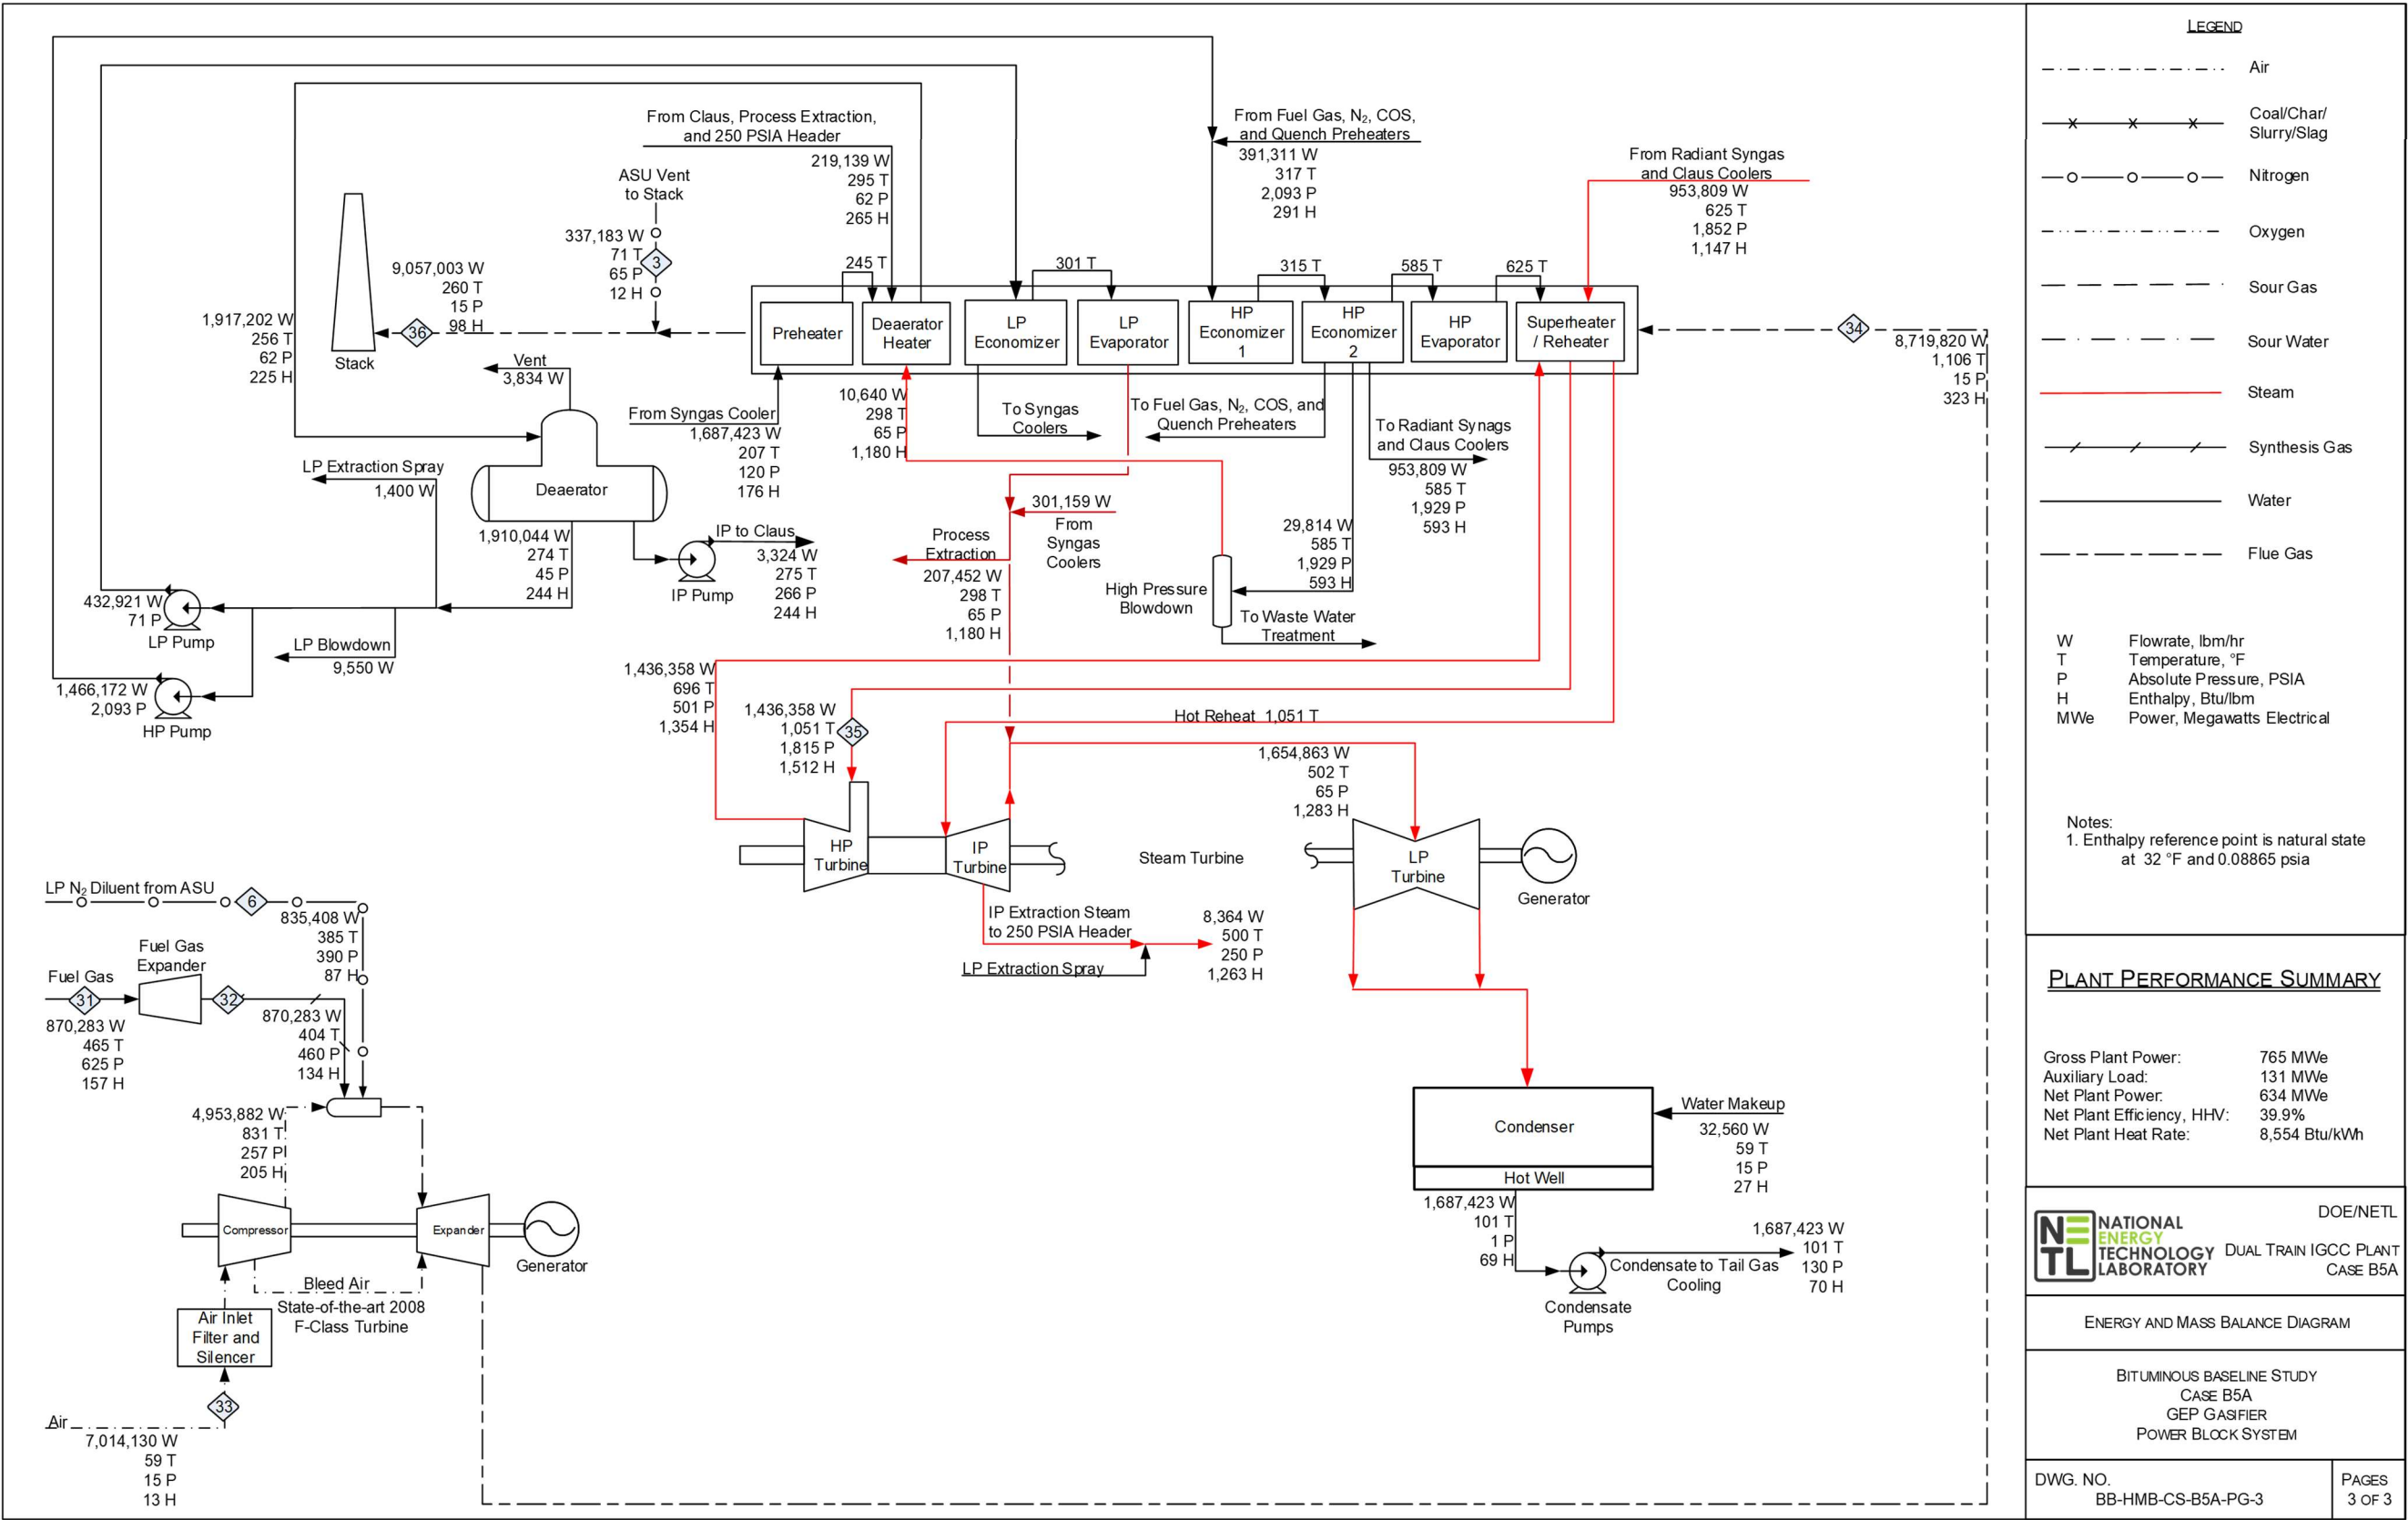 From Claus, Process Extraction,
and 250 PSIA Header
219,139 W
295 T
62 P
265 H
ASU Vent
to Stack
337,183 W
71 T
65 P
12 H
3
9,057,003 W
260 T
15 P
98 H
36
Stack
1,917,202 W
256 T
62 P
225 H
From Fuel Gas, N₂, COS,
and Quench Preheaters
391,311 W
317 T
2,093 P
291 H
From Radiant Syngas
and Claus Coolers
953,809 W
625 T
1,852 P
1,147 H
245 T
301 T
315 T
585 T
625 T
Preheater
Deaerator
Heater
LP
Economizer
LP
Evaporator
HP
Economizer
1
HP
Economizer
2
HP
Evaporator
Superheater
/ Reheater
34
8,719,820 W
1,106 T
15 P
323 H
Vent
3,834 W
From Syngas Cooler
1,687,423 W
207 T
120 P
176 H
10,640 W
298 T
65 P
1,180 H
To Syngas
Coolers
To Fuel Gas, N₂, COS, and
Quench Preheaters
To Radiant Synags
and Claus Coolers
953,809 W
585 T
1,929 P
593 H
LP Extraction Spray
1,400 W
Deaerator
1,910,044 W
274 T
45 P
244 H
IP to Claus
3,324 W
275 T
266 P
244 H
IP Pump
301,159 W
From
Syngas
Coolers
Process
Extraction
207,452 W
298 T
65 P
1,180 H
29,814 W
585 T
1,929 P
593 H
High Pressure
Blowdown
To Waste Water
Treatment
432,921 W
71 P
LP Pump
LP Blowdown
9,550 W
1,466,172 W
2,093 P
HP Pump
1,436,358 W
696 T
501 P
1,354 H
1,436,358 W
1,051 T
1,815 P
1,512 H
35
Hot Reheat 1,051 T
1,654,863 W
502 T
65 P
1,283 H
HP
Turbine
IP
Turbine
Steam Turbine
LP
Turbine
Generator
IP Extraction Steam
to 250 PSIA Header
8,364 W
500 T
250 P
1,263 H
LP Extraction Spray
LP N₂ Diluent from ASU
6
835,408 W
385 T
390 P
87 H
Fuel Gas
Expander
Fuel Gas
31
32
870,283 W
465 T
625 P
157 H
870,283 W
404 T
460 P
134 H
4,953,882 W
831 T
257 P
205 H
Compressor
Expander
Generator
Bleed Air
State-of-the-art 2008
F-Class Turbine
Air Inlet
Filter and
Silencer
33
Air
7,014,130 W
59 T
15 P
13 H
Condenser
Hot Well
Water Makeup
32,560 W
59 T
15 P
27 H
1,687,423 W
101 T
1 P
69 H
Condensate
Pumps
Condensate to Tail Gas
Cooling
1,687,423 W
101 T
130 P
70 H
LEGEND
Air
Coal/Char/
Slurry/Slag
Nitrogen
Oxygen
Sour Gas
Sour Water
Steam
Synthesis Gas
Water
Flue Gas
W Flowrate, lbm/hr
T Temperature, °F
P Absolute Pressure, PSIA
H Enthalpy, Btu/lbm
MWe Power, Megawatts Electrical
Notes:
1. Enthalpy reference point is natural state
at 32 °F and 0.08865 psia
PLANT PERFORMANCE SUMMARY
Gross Plant Power: 765 MWe
Auxiliary Load: 131 MWe
Net Plant Power: 634 MWe
Net Plant Efficiency, HHV: 39.9%
Net Plant Heat Rate: 8,554 Btu/kWh
NETL
NATIONAL
ENERGY
TECHNOLOGY
LABORATORY
DOE/NETL
DUAL TRAIN IGCC PLANT
CASE B5A
ENERGY AND MASS BALANCE DIAGRAM
BITUMINOUS BASELINE STUDY
CASE B5A
GEP GASIFIER
POWER BLOCK SYSTEM
DWG. NO.
BB-HMB-CS-B5A-PG-3
PAGES
3 OF 3